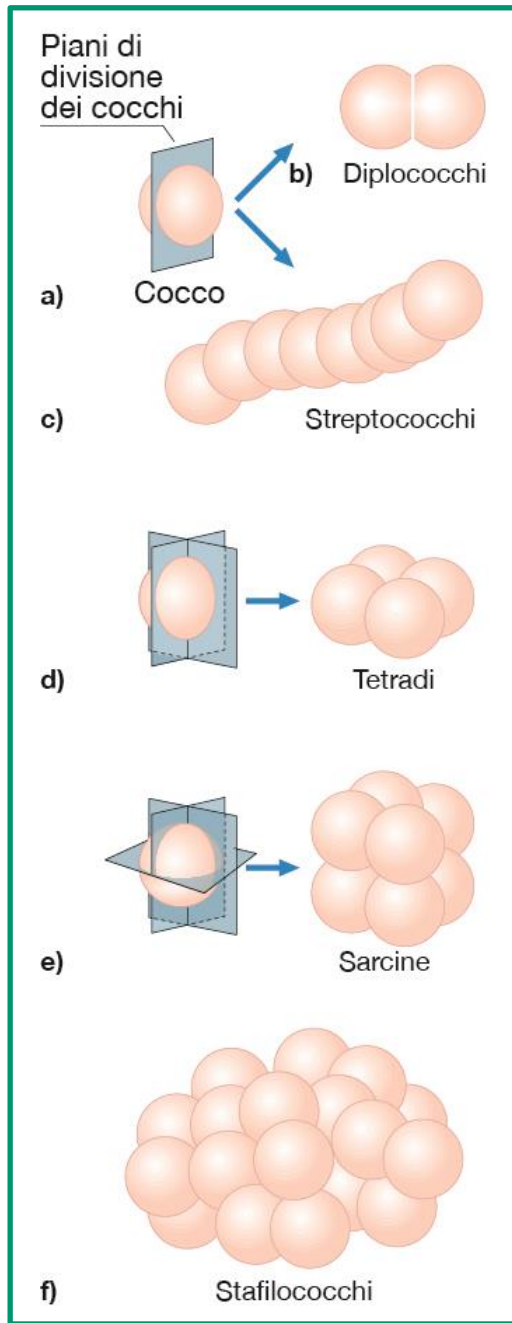 Piani di
divisione
dei cocchi
b) Diplococchi
a) Cocco
c) Streptococchi
d) Tetradi
e) Sarcine
f) Stafilococchi